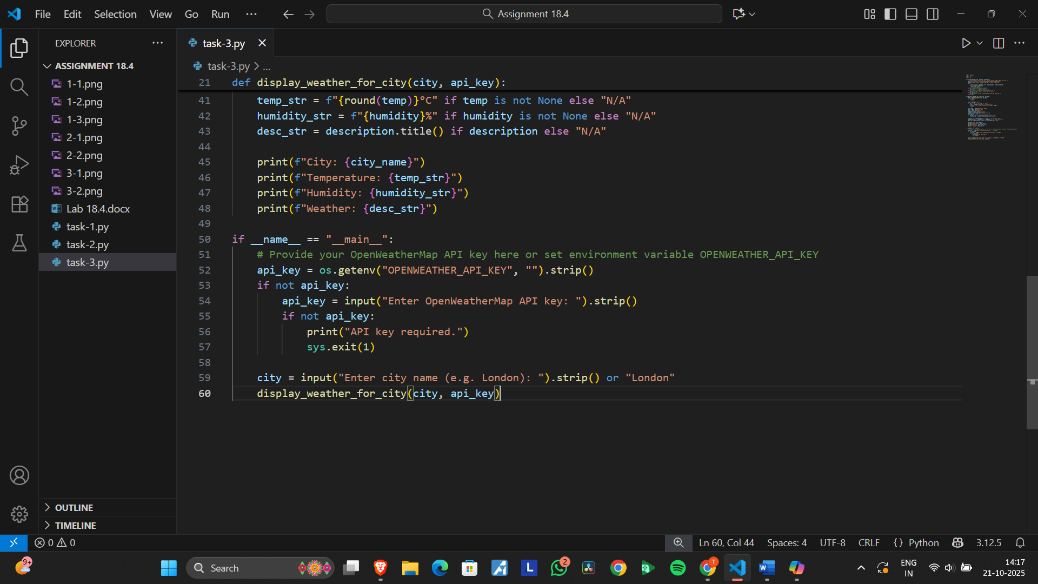 File Edit Selection View Go Run ··· Assignment 18.4
EXPLORER
ASSIGNMENT 18.4
1-1.png
1-2.png
1-3.png
2-1.png
2-2.png
3-1.png
3-2.png
Lab 18.4.docx
task-1.py
task-2.py
task-3.py
OUTLINE
TIMELINE
task-3.py
task-3.py > ...
21 def display_weather_for_city(city, api_key):
41 temp_str = f"{round(temp)}°C" if temp is not None else "N/A"
42 humidity_str = f"{humidity}%" if humidity is not None else "N/A"
43 desc_str = description.title() if description else "N/A"
44
45 print(f"City: {city_name}")
46 print(f"Temperature: {temp_str}")
47 print(f"Humidity: {humidity_str}")
48 print(f"Weather: {desc_str}")
49
50 if __name__ == "__main__":
51 # Provide your OpenWeatherMap API key here or set environment variable OPENWEATHER_API_KEY
52 api_key = os.getenv("OPENWEATHER_API_KEY", "").strip()
53 if not api_key:
54 api_key = input("Enter OpenWeatherMap API key: ").strip()
55 if not api_key:
56 print("API key required.")
57 sys.exit(1)
58
59 city = input("Enter city name (e.g. London): ").strip() or "London"
60 display_weather_for_city(city, api_key)
0 0 Ln 60, Col 44 Spaces: 4 UTF-8 CRLF {} Python 3.12.5
Search
2
L
ENG
IN
14:17
21-10-2025